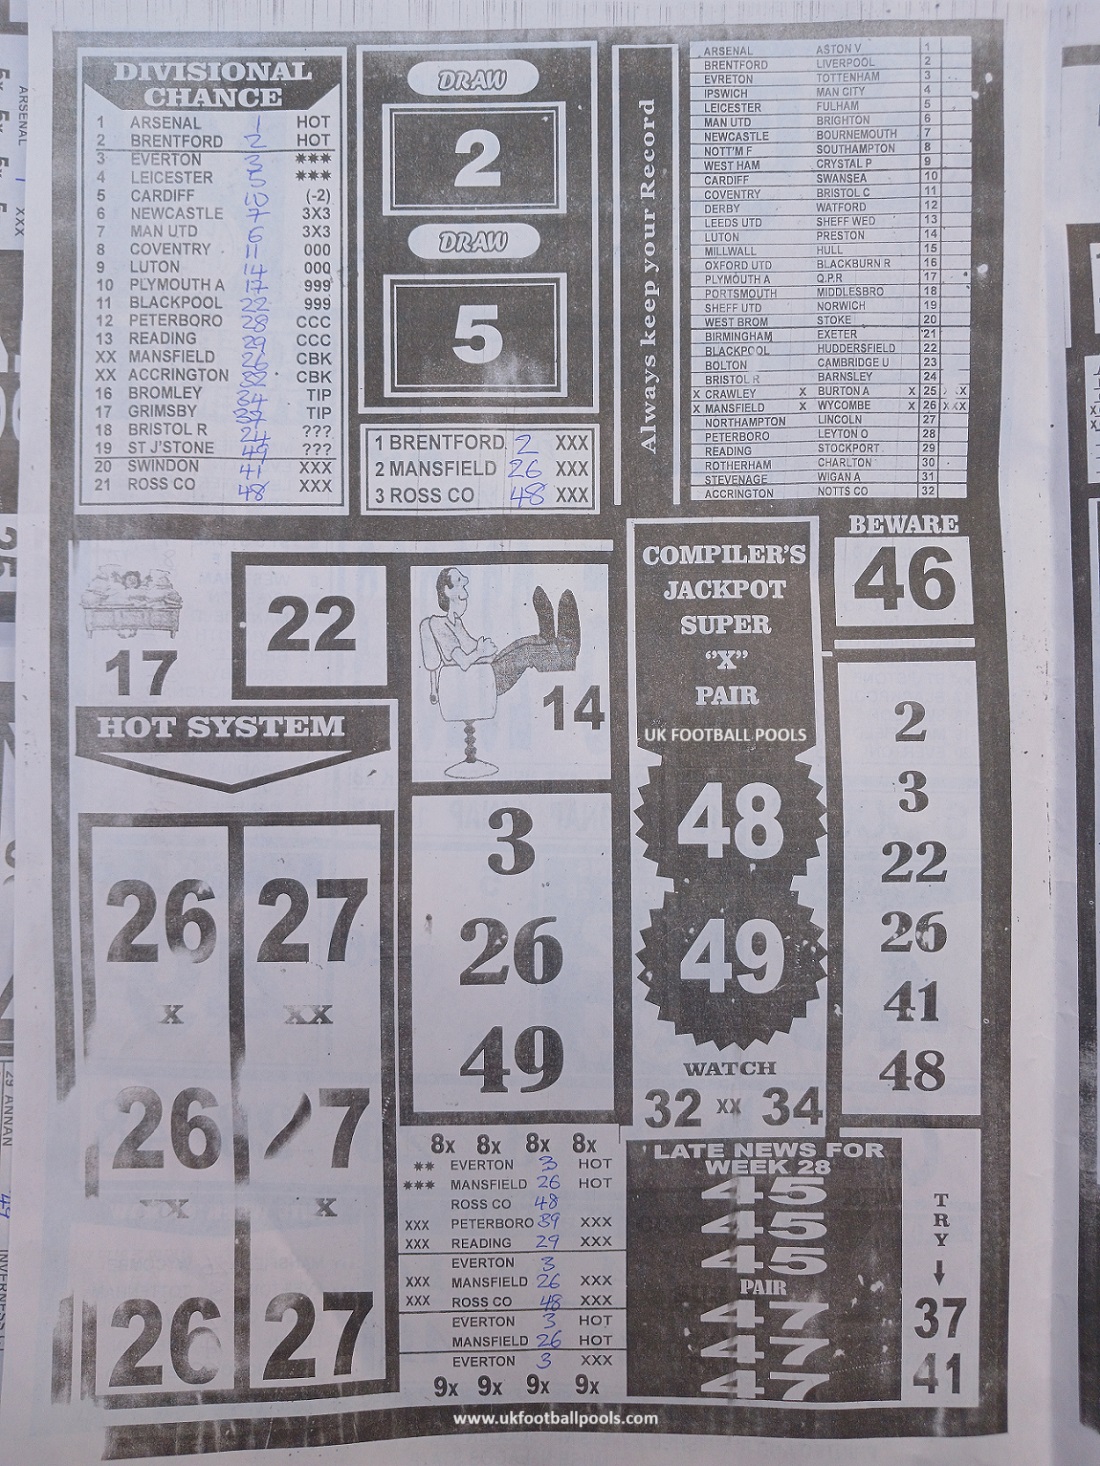 DIVISIONAL
CHANCE
1 ARSENAL 1 HOT
2 BRENTFORD 2 HOT
3 EVERTON 3 ***
4 LEICESTER 5 ***
5 CARDIFF 10 (-2)
6 NEWCASTLE 7 3X3
7 MAN UTD 6 3X3
8 COVENTRY 11 000
9 LUTON 14 000
10 PLYMOUTH A 17 999
11 BLACKPOOL 22 999
12 PETERBORO 28 CCC
13 READING 29 CCC
XX MANSFIELD 26 CBK
XX ACCRINGTON 32 CBK
16 BROMLEY 34 TIP
17 GRIMSBY 37 TIP
18 BRISTOL R 24 ???
19 ST J'STONE 49 ???
20 SWINDON 41 XXX
21 ROSS CO 48 XXX
DRAW
2
DRAW
5
1 BRENTFORD 2 XXX
2 MANSFIELD 26 XXX
3 ROSS CO 48 XXX
Always keep your Record
ARSENAL ASTON V 1
BRENTFORD LIVERPOOL 2
EVRETON TOTTENHAM 3
IPSWICH MAN CITY 4
LEICESTER FULHAM 5
MAN UTD BRIGHTON 6
NEWCASTLE BOURNEMOUTH 7
NOTT'M F SOUTHAMPTON 8
WEST HAM CRYSTAL P 9
CARDIFF SWANSEA 10
COVENTRY BRISTOL C 11
DERBY WATFORD 12
LEEDS UTD SHEFF WED 13
LUTON PRESTON 14
MILLWALL HULL 15
OXFORD UTD BLACKBURN R 16
PLYMOUTH A Q.P.R 17
PORTSMOUTH MIDDLESBRO 18
SHEFF UTD NORWICH 19
WEST BROM STOKE 20
BIRMINGHAM EXETER 21
BLACKPOOL HUDDERSFIELD 22
BOLTON CAMBRIDGE U 23
BRISTOL R BARNSLEY 24
X CRAWLEY X BURTON A X 25 X X
X MANSFIELD X WYCOMBE X 26 XXX
NORTHAMPTON LINCOLN 27
PETERBORO LEYTON O 28
READING STOCKPORT 29
ROTHERHAM CHARLTON 30
STEVENAGE WIGAN A 31
ACCRINGTON NOTTS CO 32
17
22
14
HOT SYSTEM
26 27
X XX
26 7
XX X
26 27
3
26
49
COMPILER'S
JACKPOT
SUPER
"X"
PAIR
UK FOOTBALL POOLS
48
49
WATCH
32 XX 34
BEWARE
46
2
3
22
26
41
48
8x 8x 8x 8x
** EVERTON 3 HOT
*** MANSFIELD 26 HOT
ROSS CO 48
XXX PETERBORO 39 XXX
XXX READING 29 XXX
EVERTON 3
XXX MANSFIELD 26 XXX
XXX ROSS CO 48 XXX
EVERTON 3 HOT
MANSFIELD 26 HOT
EVERTON 3 XXX
9x 9x 9x 9x
LATE NEWS FOR
WEEK 28
45
45
45
PAIR
47
47
47
TRY
37
41
www.ukfootballpools.com